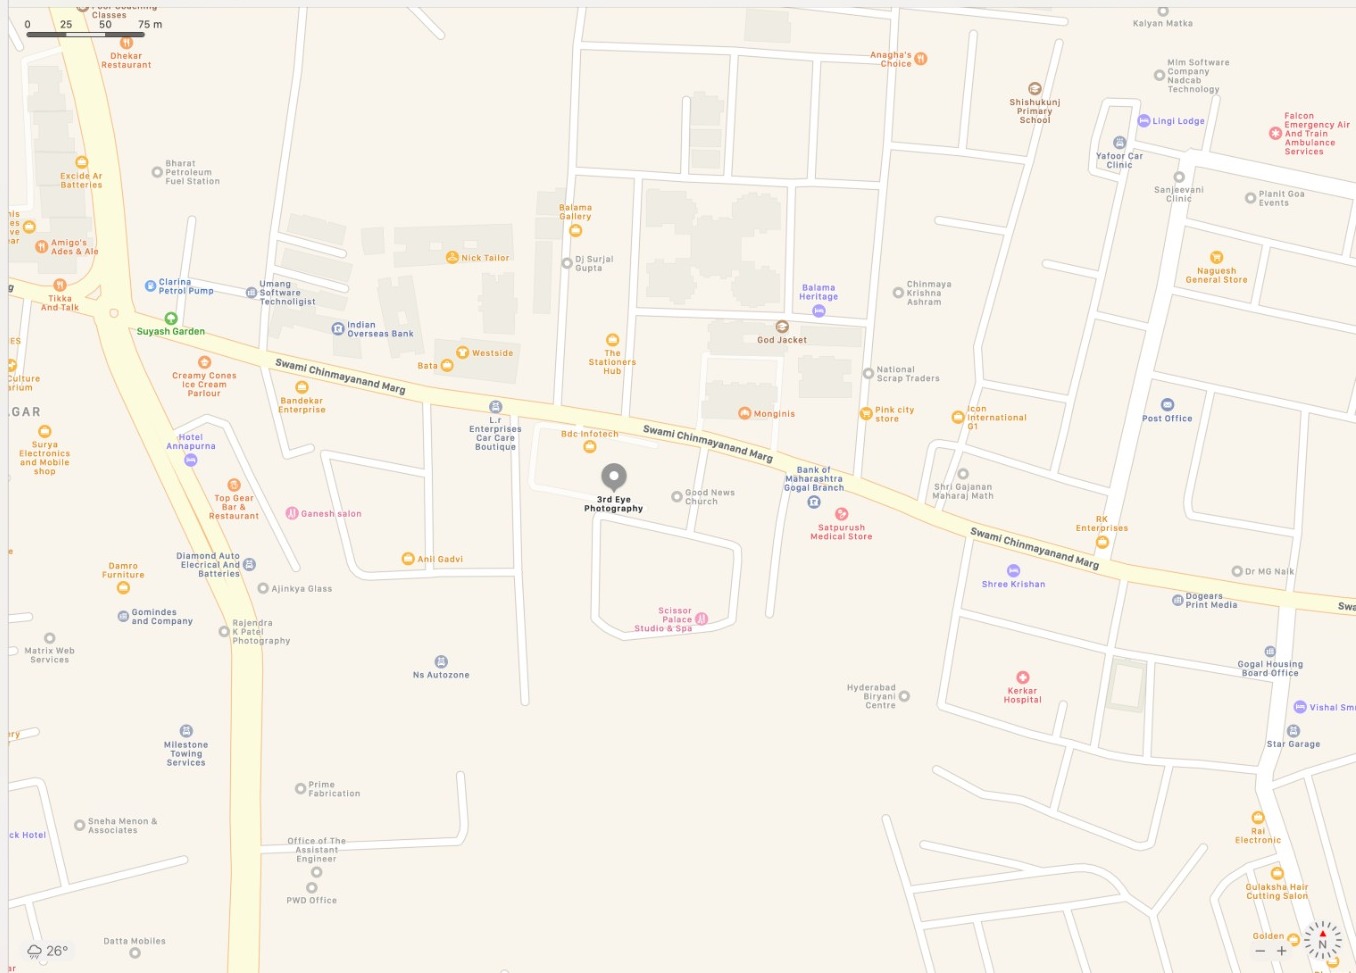 Classes
0 25 50 75 m
Dhekar
Restaurant
Anagha's
Choice
Kalyan Matka
Mlm Software
Company
Nadcab
Technology
Shishukunj
Primary
School
Lingi Lodge
Falcon
Emergency Air
And Train
Ambulance
Services
Yafoor Car
Clinic
Sanjeevani
Clinic
Planit Goa
Events
Bharat
Petroleum
Fuel Station
Excide Ar
Batteries
Amigo's
Ades & Ale
Balama
Gallery
Nick Tailor
Dj Surjal
Gupta
Naguesh
General Store
Tikka
And Talk
Clarina
Petrol Pump
Umang
Software
Technoligist
Balama
Heritage
Chinmaya
Krishna
Ashram
Suyash Garden
Indian
Overseas Bank
God Jacket
Westside
Bata
The
Stationers
Hub
Creamy Cones
Ice Cream
Parlour
Swami Chinmayanand Marg
National
Scrap Traders
Bandekar
Enterprise
Monginis
Pink city
store
Icon
International
G1
Post Office
L.r
Enterprises
Car Care
Boutique
Bdc Infotech
Swami Chinmayanand Marg
Hotel
Annapurna
Surya
Electronics
and Mobile
shop
3rd Eye
Photography
Good News
Church
Bank of
Maharashtra
Gogal Branch
Shri Gajanan
Maharaj Math
Top Gear
Bar &
Restaurant
Ganesh salon
Satpurush
Medical Store
RK
Enterprises
Swami Chinmayanand Marg
Diamond Auto
Elecrical And
Batteries
Anil Gadvi
Damro
Furniture
Ajinkya Glass
Shree Krishan
Dr MG Naik
Dogears
Print Media
Gomindes
and Company
Rajendra
K Patel
Photography
Scissor
Palace
Studio & Spa
Matrix Web
Services
Ns Autozone
Gogal Housing
Board Office
Hyderabad
Biryani
Centre
Kerkar
Hospital
Star Garage
Milestone
Towing
Services
Prime
Fabrication
Sneha Menon &
Associates
Office of The
Assistant
Engineer
PWD Office
Rai
Electronic
Gulaksha Hair
Cutting Salon
Golden
Datta Mobiles
26°
N